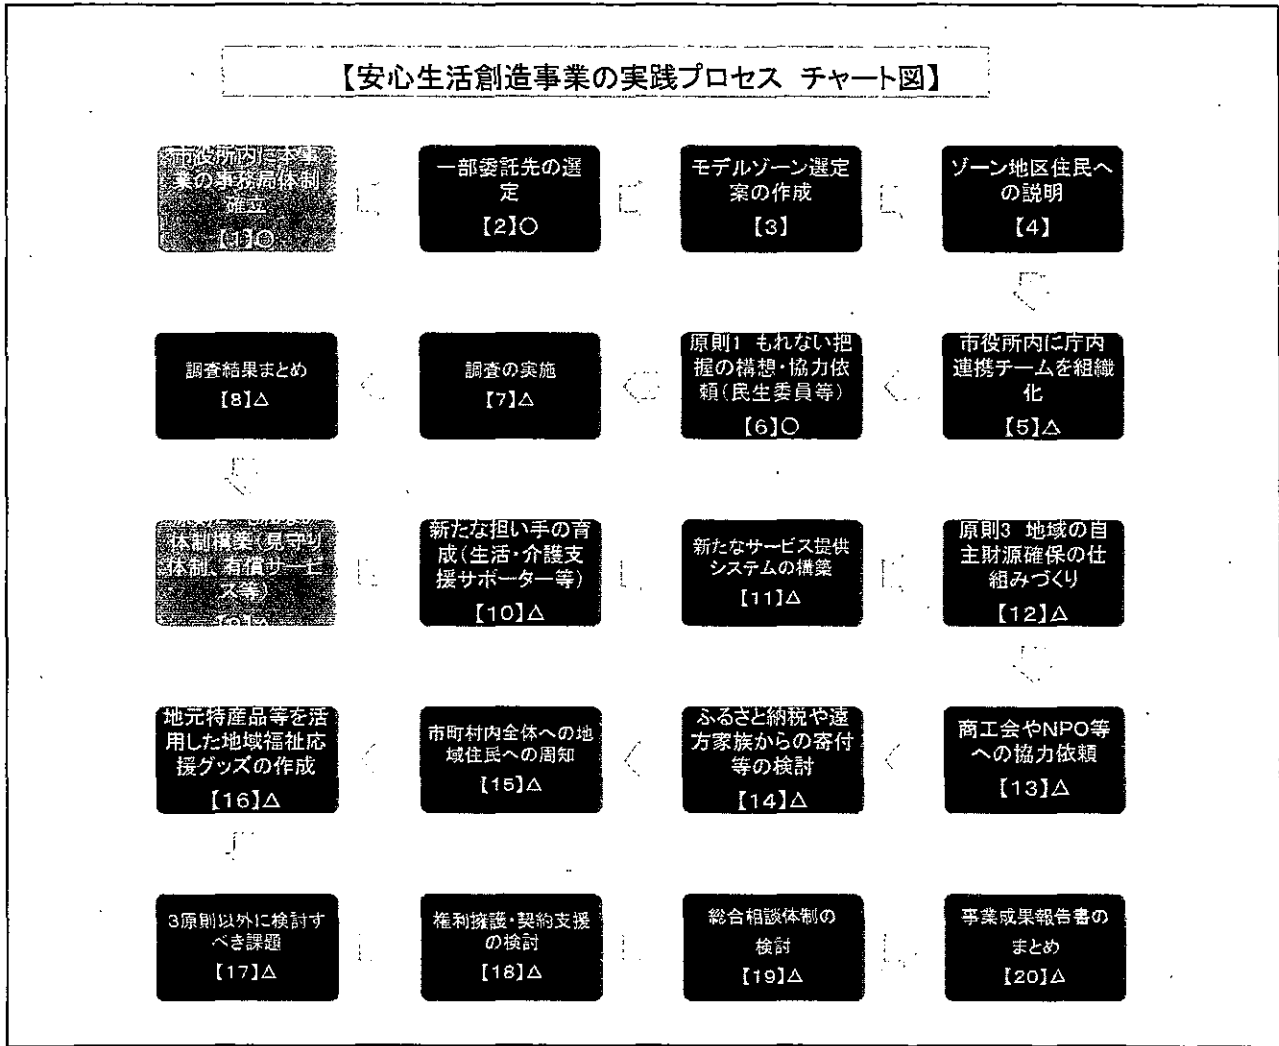 【安心生活創造事業の実践プロセス チャート図】
市役所内に本事
業の事務局体制
確立
【1】◎
一部委託先の選
定
【2】○
モデルゾーン選定
案の作成
【3】
ゾーン地区住民へ
の説明
【4】
市役所内に庁内
連携チームを組織
化
【5】△
原則1 もれない把
握の構想・協力依
頼(民生委員等)
【6】○
調査の実施
【7】△
調査結果まとめ
【8】△
体制構築(見守り
体制、有償サービ
ス等)
【9】△
新たな担い手の育
成(生活・介護支
援サポーター等)
【10】△
新たなサービス提供
システムの構築
【11】△
原則3 地域の自
主財源確保の仕
組みづくり
【12】△
商工会やNPO等
への協力依頼
【13】△
ふるさと納税や遠
方家族からの寄付
等の検討
【14】△
市町村内全体への地
域住民への周知
【15】△
地元特産品等を活
用した地域福祉応
援グッズの作成
【16】△
3原則以外に検討す
べき課題
【17】△
権利擁護・契約支援
の検討
【18】△
総合相談体制の
検討
【19】△
事業成果報告書の
まとめ
【20】△